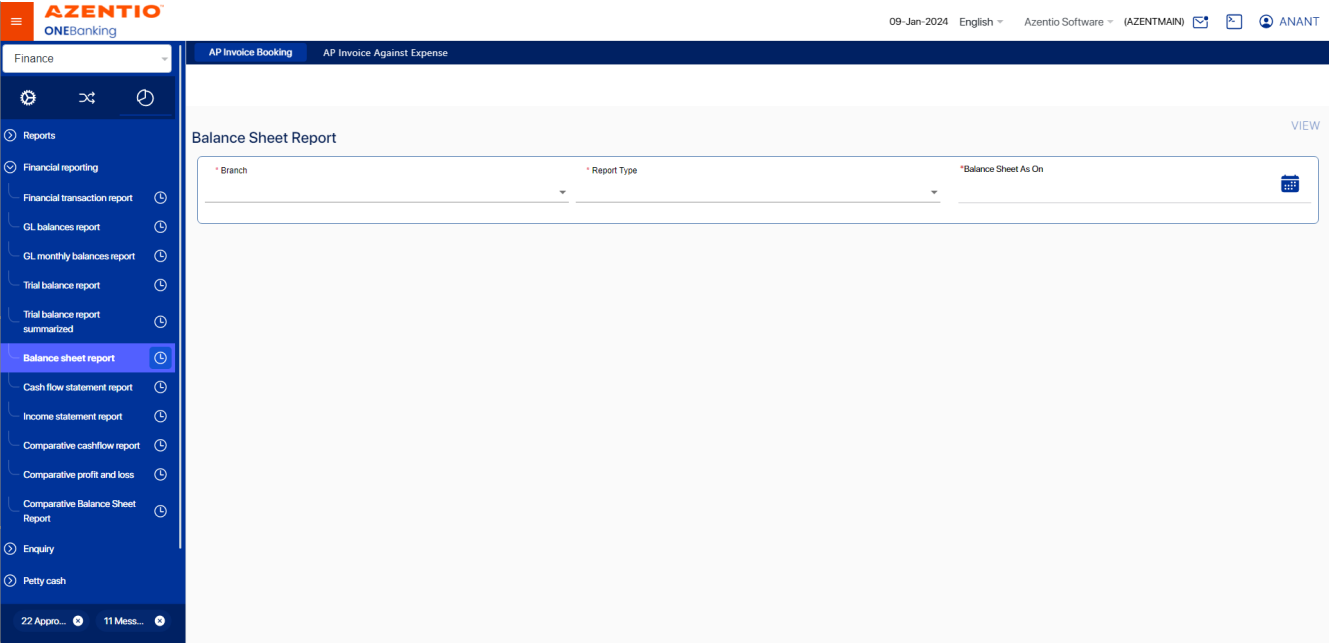 AZENTIO
ONEBanking
09-Jan-2024 English Azentio Software (AZENTMAIN) ANANT
Finance
AP Invoice Booking AP Invoice Against Expense
Reports
Financial reporting
Financial transaction report
GL balances report
GL monthly balances report
Trial balance report
Trial balance report
summarized
Balance sheet report
Cash flow statement report
Income statement report
Comparative cashflow report
Comparative profit and loss
Comparative Balance Sheet
Report
Enquiry
Petty cash
22 Appro... 11 Mess...
VIEW
Balance Sheet Report
* Branch
* Report Type
*Balance Sheet As On